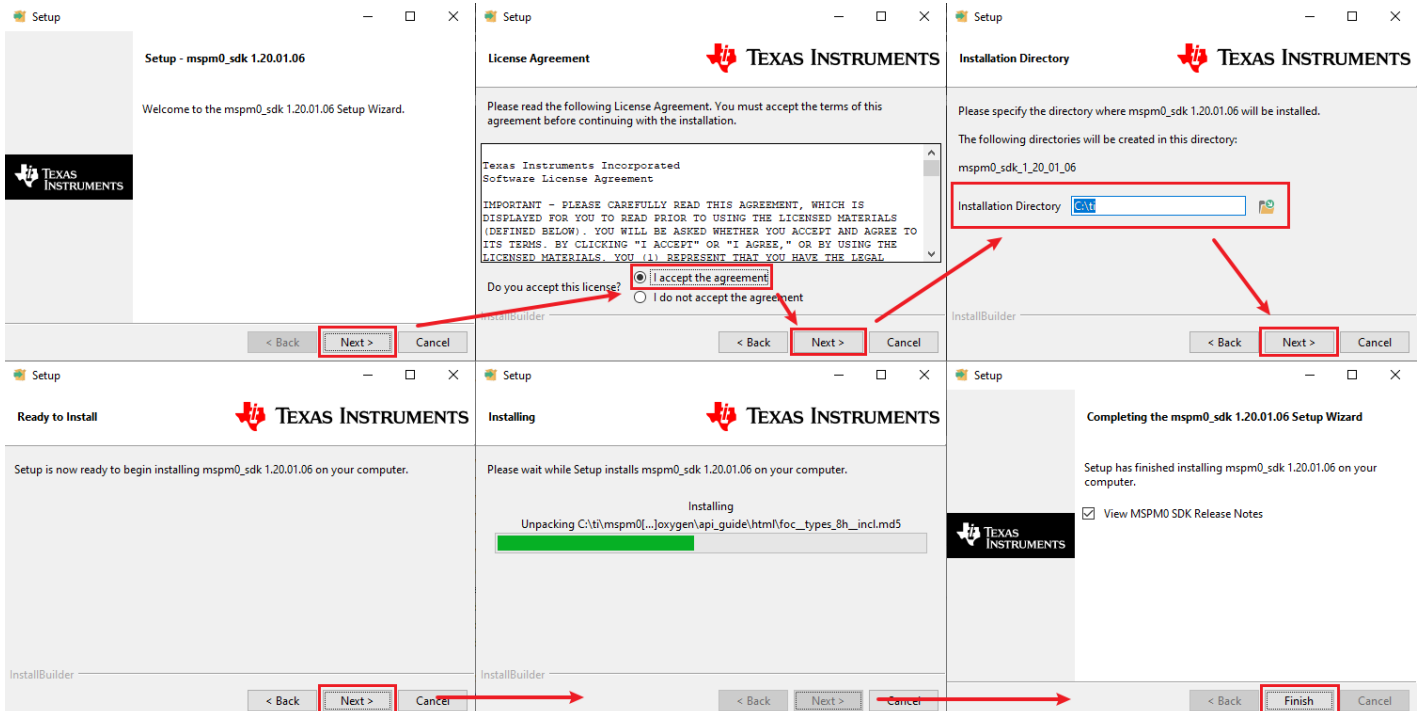 Setup
Setup - mspm0_sdk 1.20.01.06
Welcome to the mspm0_sdk 1.20.01.06 Setup Wizard.
TEXAS
INSTRUMENTS
< Back
Next >
Cancel
Setup
License Agreement
TEXAS INSTRUMENTS
Please read the following License Agreement. You must accept the terms of this
agreement before continuing with the installation.
Texas Instruments Incorporated
Software License Agreement
IMPORTANT - PLEASE CAREFULLY READ THIS AGREEMENT, WHICH IS
DISPLAYED FOR YOU TO READ PRIOR TO USING THE LICENSED MATERIALS
(DEFINED BELOW). YOU WILL BE ASKED WHETHER YOU ACCEPT AND AGREE TO
ITS TERMS. BY CLICKING "I ACCEPT" OR "I AGREE," OR BY USING THE
LICENSED MATERIALS, YOU (1) REPRESENT THAT YOU HAVE THE LEGAL
Do you accept this license?
I accept the agreement
I do not accept the agreement
InstallBuilder
< Back
Next >
Cancel
Setup
Installation Directory
TEXAS INSTRUMENTS
Please specify the directory where mspm0_sdk 1.20.01.06 will be installed.
The following directories will be created in this directory:
mspm0_sdk_1_20_01_06
Installation Directory
C:\ti
InstallBuilder
< Back
Next >
Cancel
Setup
Ready to Install
TEXAS INSTRUMENTS
Setup is now ready to begin installing mspm0_sdk 1.20.01.06 on your computer.
InstallBuilder
< Back
Next >
Cancel
Setup
Installing
TEXAS INSTRUMENTS
Please wait while Setup installs mspm0_sdk 1.20.01.06 on your computer.
Installing
Unpacking C:\ti\mspm0[...]oxygen\api_guide\html\foc__types_8h__incl.md5
InstallBuilder
< Back
Next >
Cancel
Setup
Completing the mspm0_sdk 1.20.01.06 Setup Wizard
Setup has finished installing mspm0_sdk 1.20.01.06 on your
computer.
View MSPM0 SDK Release Notes
TEXAS
INSTRUMENTS
< Back
Finish
Cancel